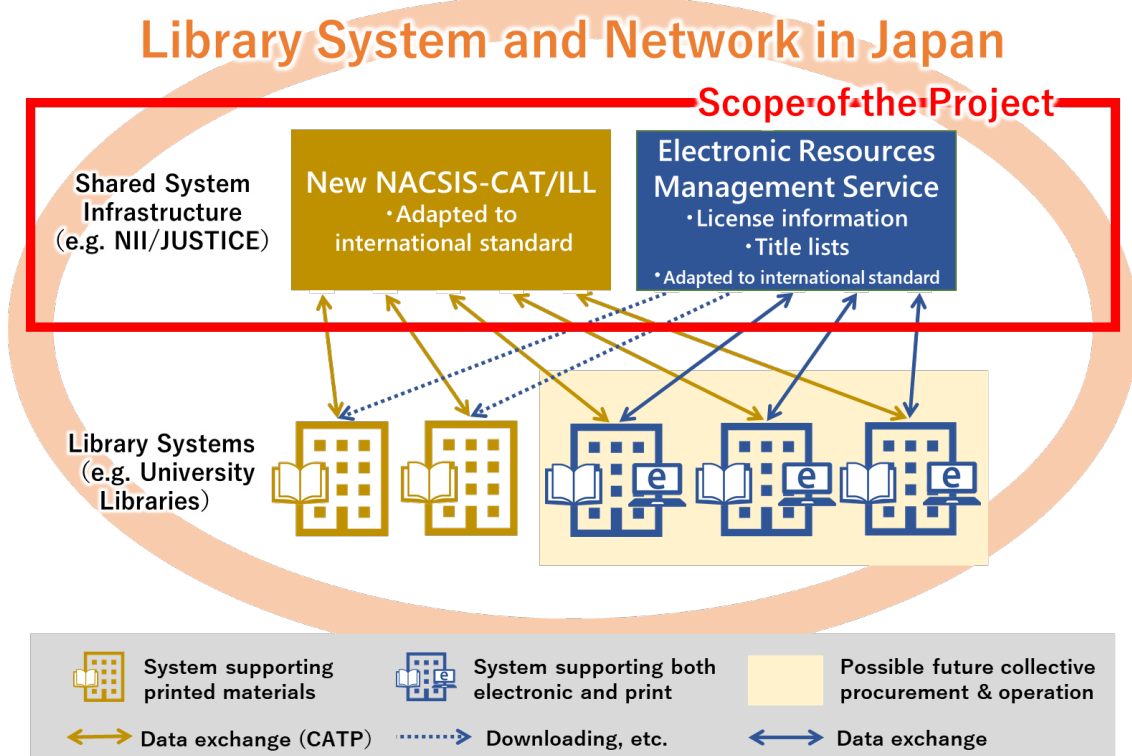 Library System and Network in Japan
Scope of the Project
Shared System
Infrastructure
(e.g. NII/JUSTICE)
New NACSIS-CAT/ILL
・Adapted to
international standard
Electronic Resources
Management Service
・License information
・Title lists
・Adapted to international standard
Library Systems
(e.g. University
Libraries)
e
e
e
System supporting
printed materials
e
System supporting both
electronic and print
Possible future collective
procurement & operation
Data exchange (CATP)
Downloading, etc.
Data exchange